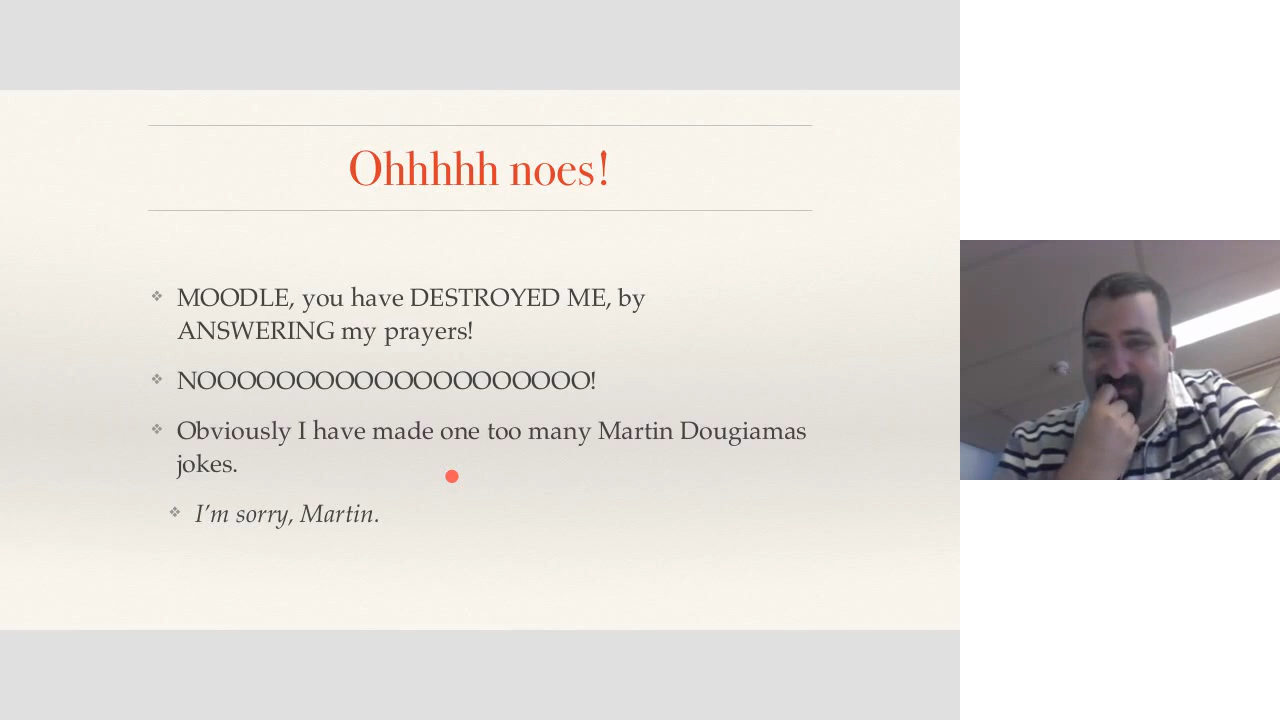 Ohhhhh noes!
MOODLE, you have DESTROYED ME, by
ANSWERING my prayers!
NOOOOOOOOOOOOOOOOOOOO!
Obviously I have made one too many Martin Dougiamas
jokes.
I'm sorry, Martin.